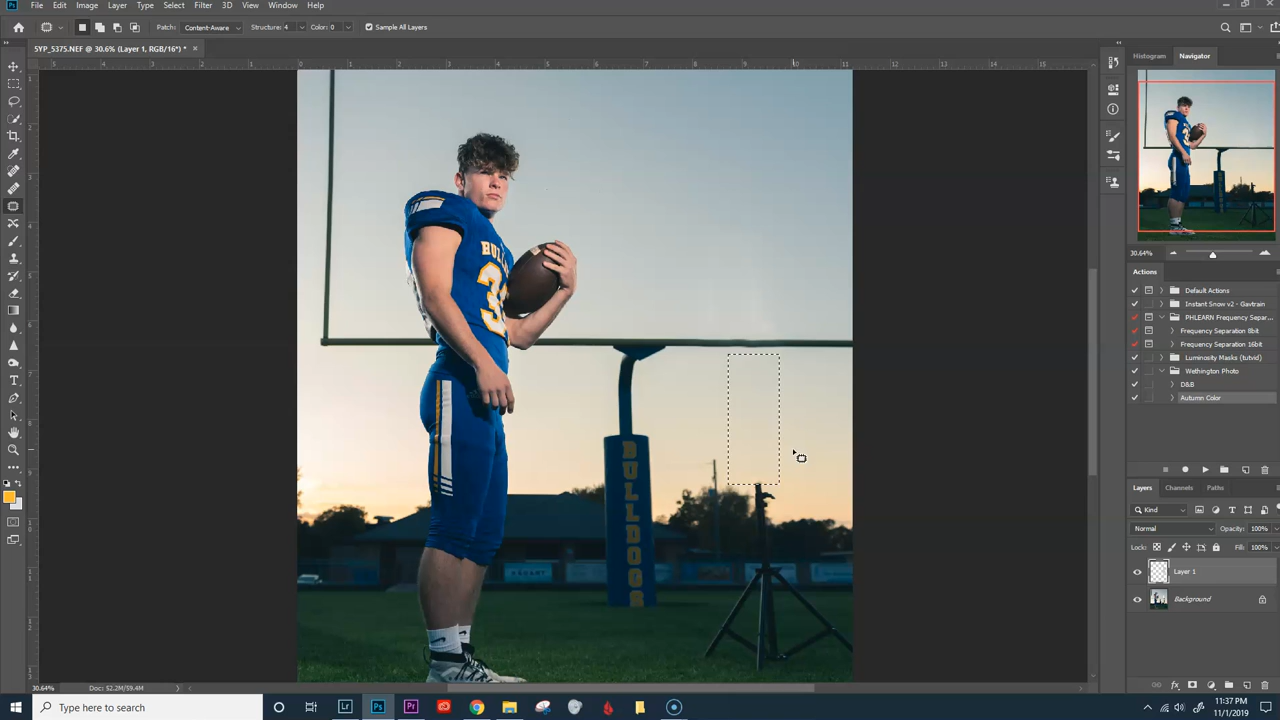 File Edit Image Layer Type Select Filter 3D View Window Help
Patch: Content-Aware Structure: 4 Color: 0 Sample All Layers
5YP_5375.NEF @ 30.6% (Layer 1, RGB/16*) *
Histogram Navigator
30.64%
Actions
Default Actions
Instant Snow v2 - Gavtrain
PHLEARN Frequency Separ...
Frequency Separation 8bit
Frequency Separation 16bit
Luminosity Masks (tutvid)
Wethington Photo
D&B
Autumn Color
BULL
3
BULLDOGS
Layers Channels Paths
Kind
Normal Opacity: 100%
Lock: Fill: 100%
Layer 1
Background
30.64% Doc: 52.2M/59.4M
Type here to search
11:37 PM
11/1/2019